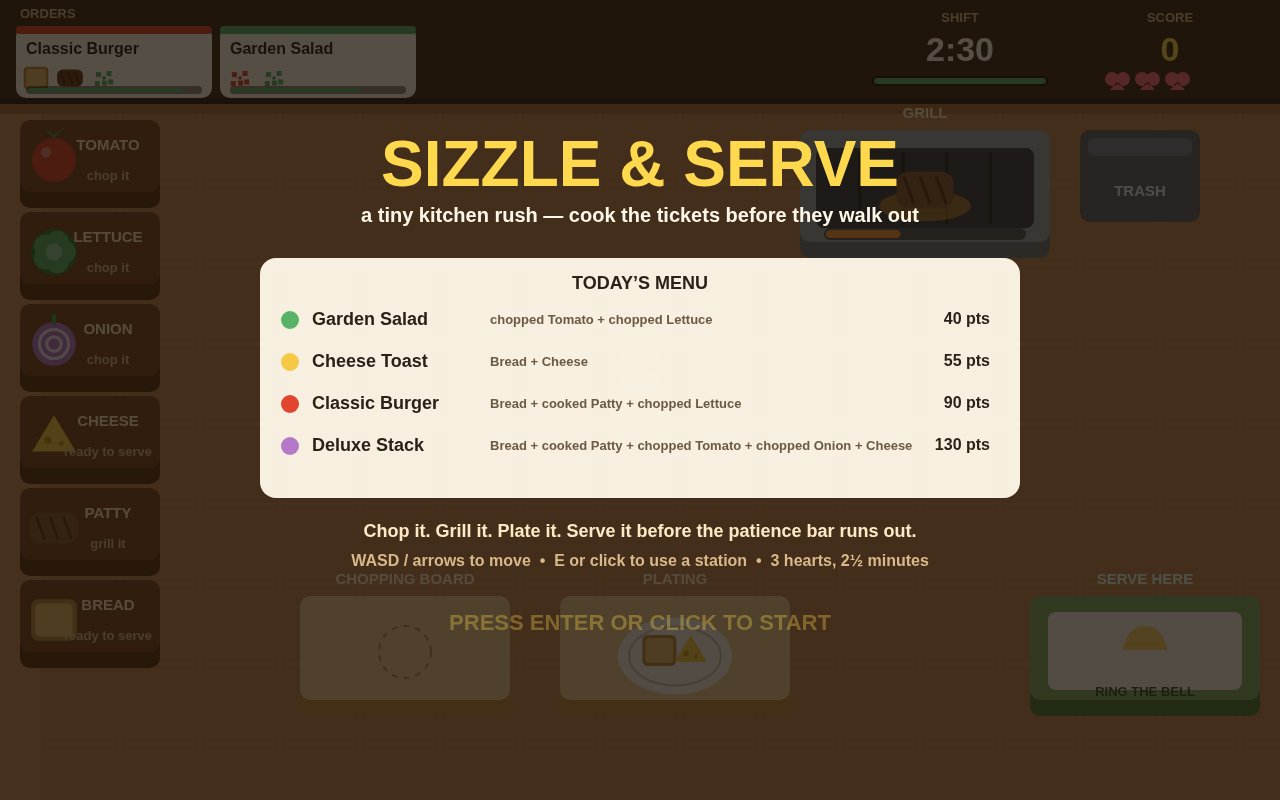 ORDERS
Classic Burger
Garden Salad
SHIFT
2:30
SCORE
0
GRILL
TRASH
TOMATO
chop it
LETTUCE
chop it
ONION
chop it
CHEESE
ready to serve
PATTY
grill it
BREAD
ready to serve
SIZZLE & SERVE
a tiny kitchen rush — cook the tickets before they walk out
TODAY’S MENU
Garden Salad chopped Tomato + chopped Lettuce 40 pts
Cheese Toast Bread + Cheese 55 pts
Classic Burger Bread + cooked Patty + chopped Lettuce 90 pts
Deluxe Stack Bread + cooked Patty + chopped Tomato + chopped Onion + Cheese 130 pts
Chop it. Grill it. Plate it. Serve it before the patience bar runs out.
WASD / arrows to move • E or click to use a station • 3 hearts, 2½ minutes
CHOPPING BOARD
PLATING
SERVE HERE
PRESS ENTER OR CLICK TO START
RING THE BELL